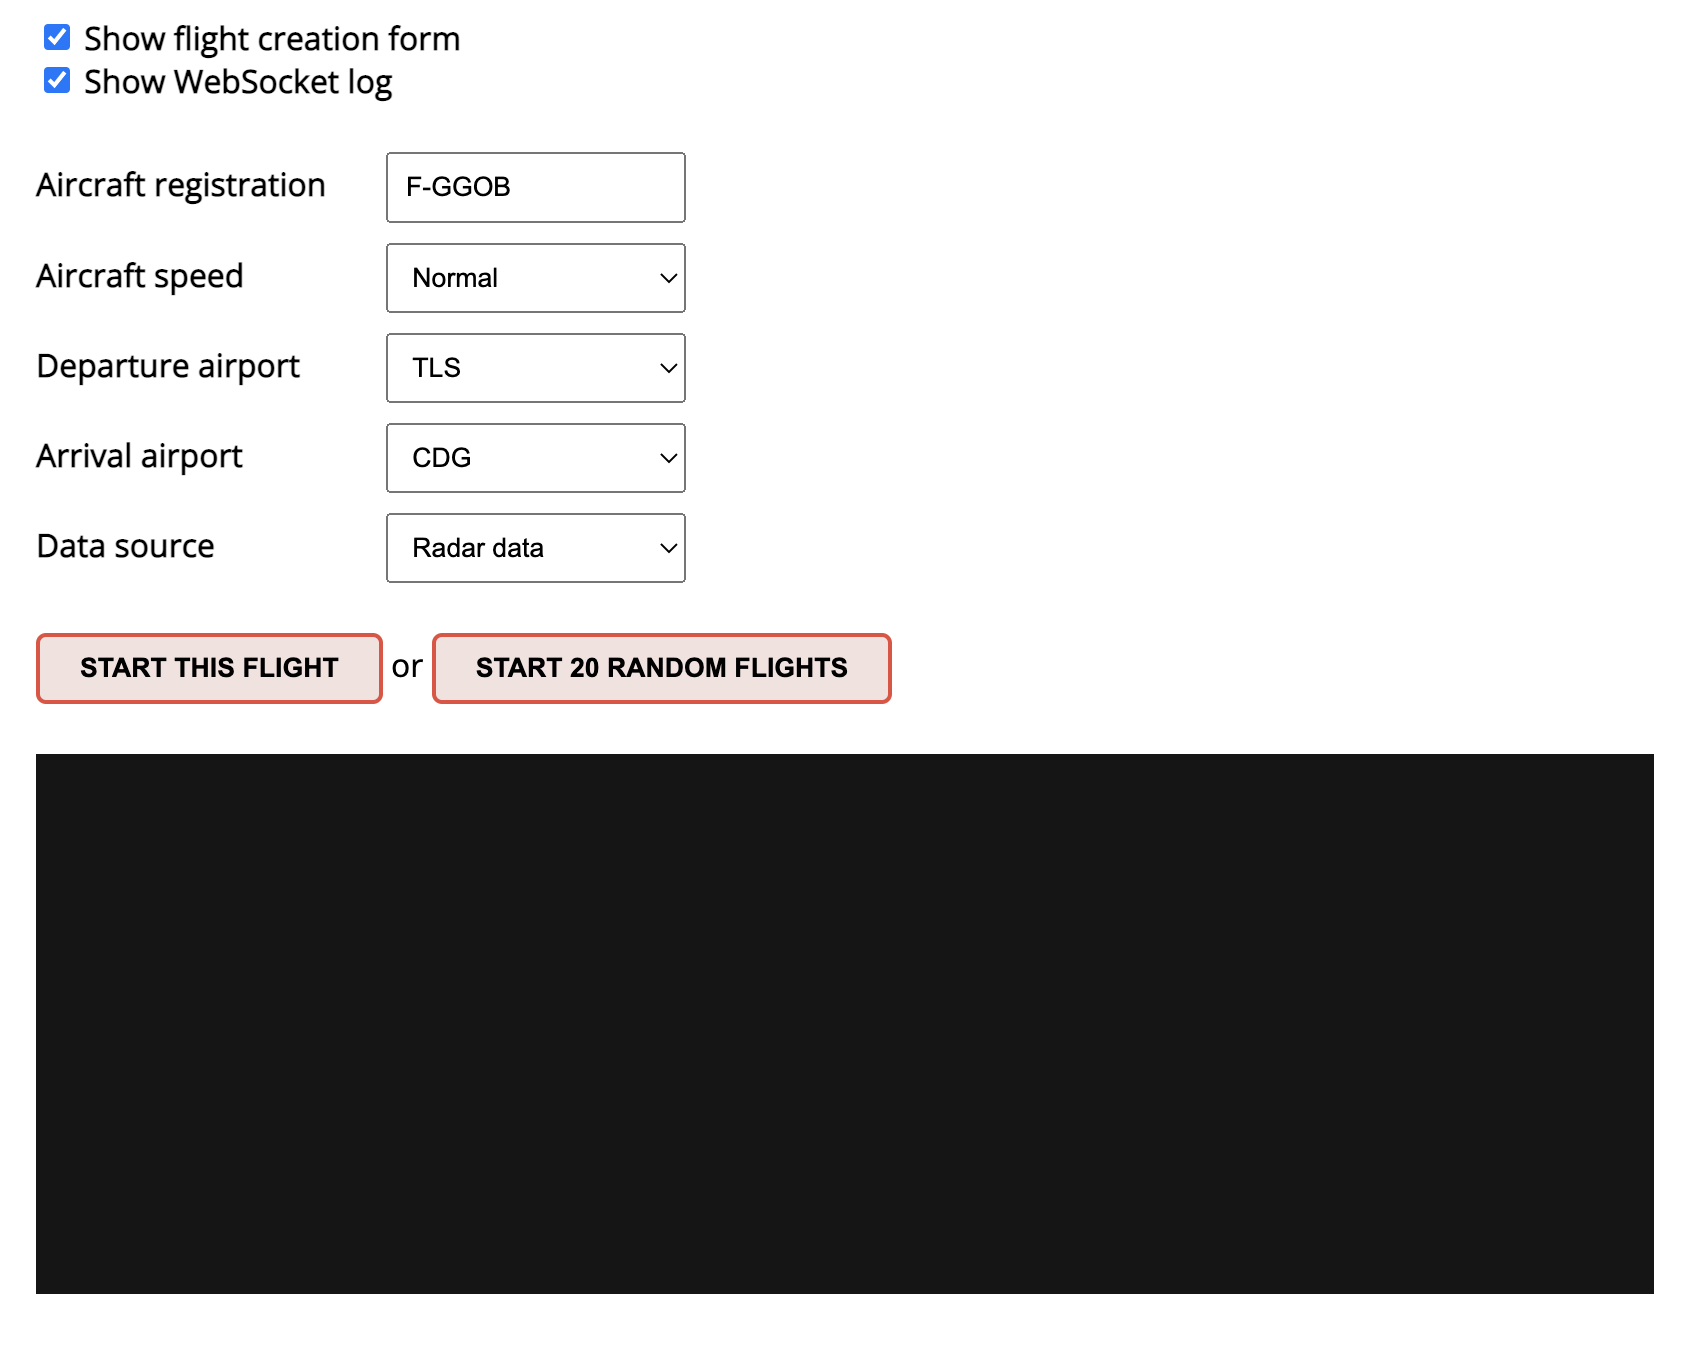 Show flight creation form
Show WebSocket log
Aircraft registration F-GGOB
Aircraft speed Normal
Departure airport TLS
Arrival airport CDG
Data source Radar data
START THIS FLIGHT or START 20 RANDOM FLIGHTS